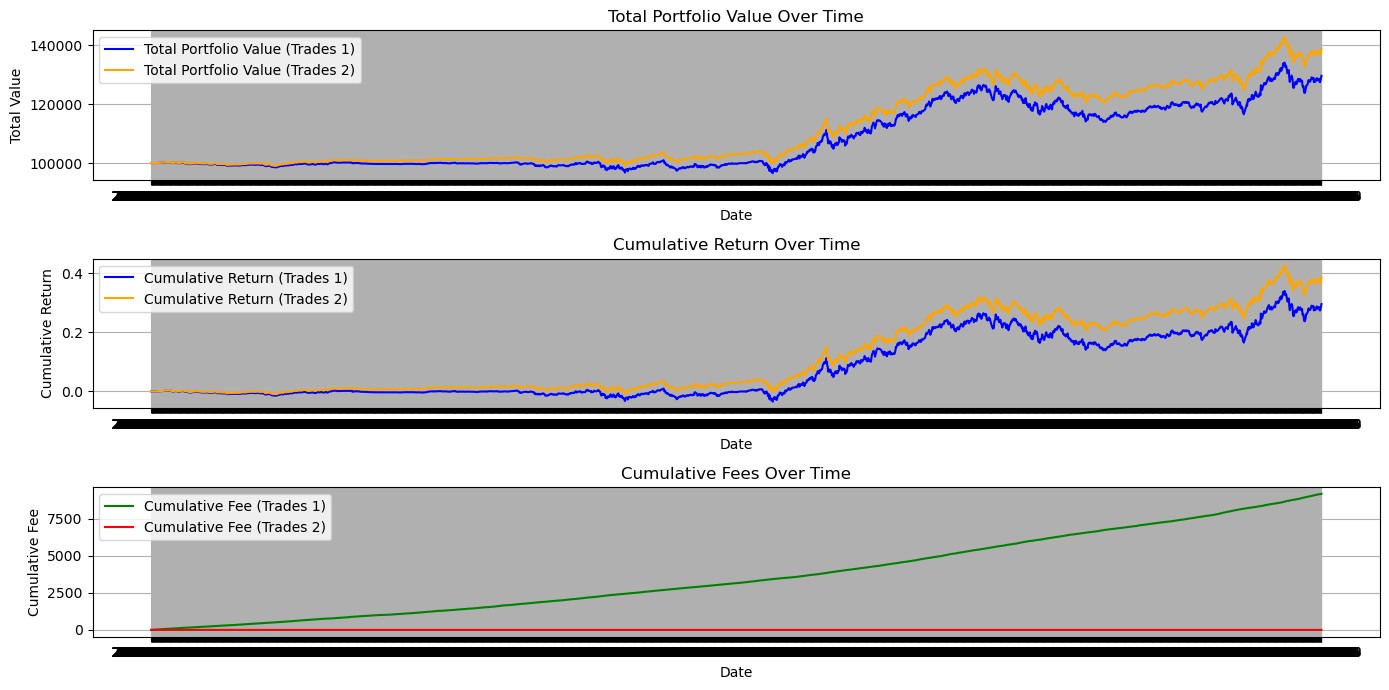 Total Portfolio Value Over Time
Total Value
140000
120000
100000
Total Portfolio Value (Trades 1)
Total Portfolio Value (Trades 2)
Date
Cumulative Return Over Time
Cumulative Return
0.4
0.2
0.0
Cumulative Return (Trades 1)
Cumulative Return (Trades 2)
Date
Cumulative Fees Over Time
Cumulative Fee
7500
5000
2500
0
Cumulative Fee (Trades 1)
Cumulative Fee (Trades 2)
Date